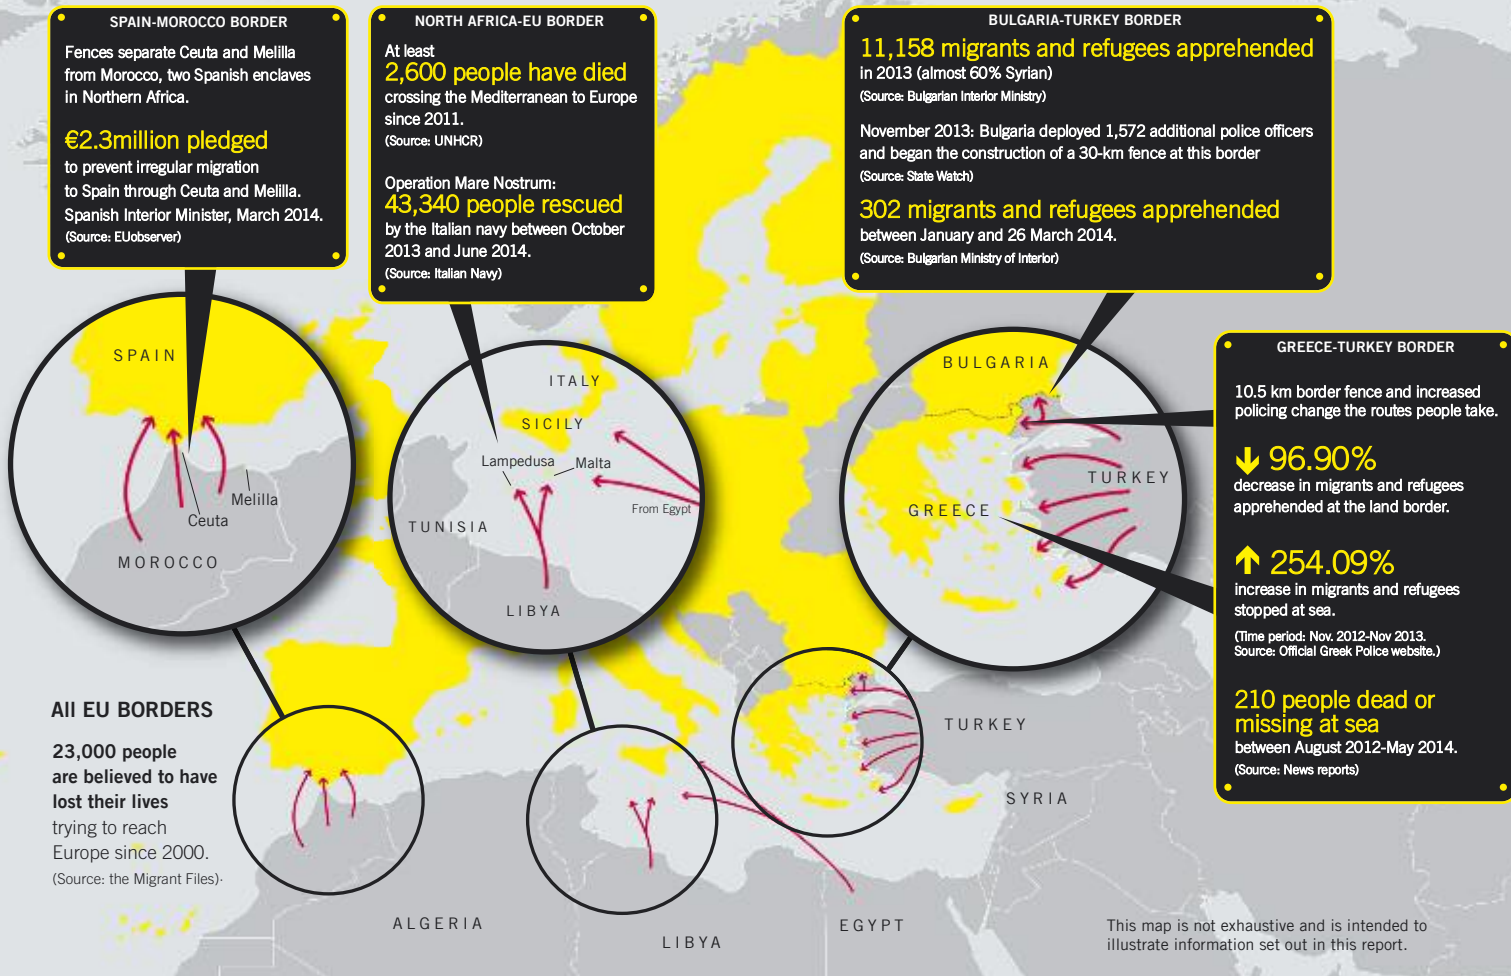 SPAIN-MOROCCO BORDER
Fences separate Ceuta and Melilla
from Morocco, two Spanish enclaves
in Northern Africa.
€2.3million pledged
to prevent irregular migration
to Spain through Ceuta and Melilla.
Spanish Interior Minister, March 2014.
(Source: EUobserver)
NORTH AFRICA-EU BORDER
At least
2,600 people have died
crossing the Mediterranean to Europe
since 2011.
(Source: UNHCR)
Operation Mare Nostrum:
43,340 people rescued
by the Italian navy between October
2013 and June 2014.
(Source: Italian Navy)
BULGARIA-TURKEY BORDER
11,158 migrants and refugees apprehended
in 2013 (almost 60% Syrian)
(Source: Bulgarian Interior Ministry)
November 2013: Bulgaria deployed 1,572 additional police officers
and began the construction of a 30-km fence at this border
(Source: State Watch)
302 migrants and refugees apprehended
between January and 26 March 2014.
(Source: Bulgarian Ministry of Interior)
GREECE-TURKEY BORDER
10.5 km border fence and increased
policing change the routes people take.
96.90%
decrease in migrants and refugees
apprehended at the land border.
254.09%
increase in migrants and refugees
stopped at sea.
(Time period: Nov. 2012-Nov 2013.
Source: Official Greek Police website.)
210 people dead or
missing at sea
between August 2012-May 2014.
(Source: News reports)
SPAIN
Melilla
Ceuta
MOROCCO
ITALY
SICILY
Lampedusa
Malta
From Egypt
TUNISIA
LIBYA
BULGARIA
TURKEY
GREECE
All EU BORDERS
23,000 people
are believed to have
lost their lives
trying to reach
Europe since 2000.
(Source: the Migrant Files).
TURKEY
SYRIA
ALGERIA
LIBYA
EGYPT
This map is not exhaustive and is intended to
illustrate information set out in this report.